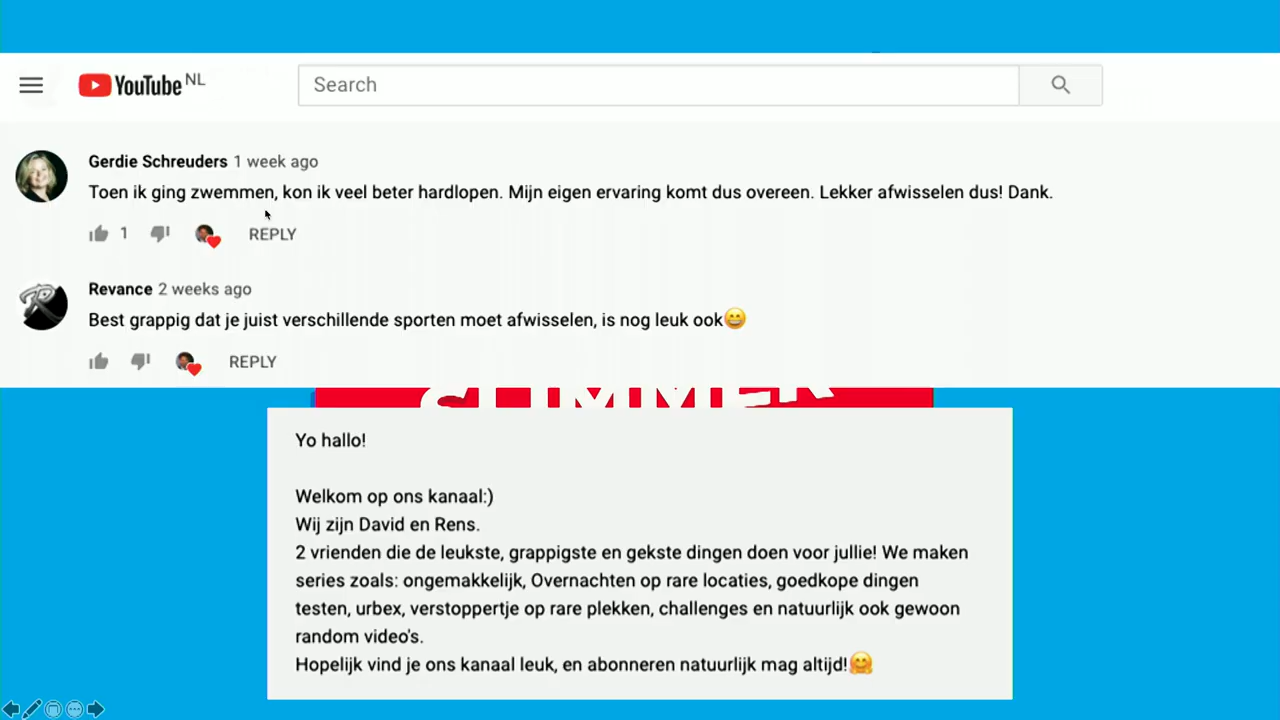 YouTube NL
Search
Gerdie Schreuders 1 week ago
Toen ik ging zwemmen, kon ik veel beter hardlopen. Mijn eigen ervaring komt dus overeen. Lekker afwisselen dus! Dank.
1 REPLY
Revance 2 weeks ago
Best grappig dat je juist verschillende sporten moet afwisselen, is nog leuk ook😄
REPLY
SLIMMER
Yo hallo!
Welkom op ons kanaal:)
Wij zijn David en Rens.
2 vrienden die de leukste, grappigste en gekste dingen doen voor jullie! We maken
series zoals: ongemakkelijk, Overnachten op rare locaties, goedkope dingen
testen, urbex, verstoppertje op rare plekken, challenges en natuurlijk ook gewoon
random video's.
Hopelijk vind je ons kanaal leuk, en abonneren natuurlijk mag altijd!🤗